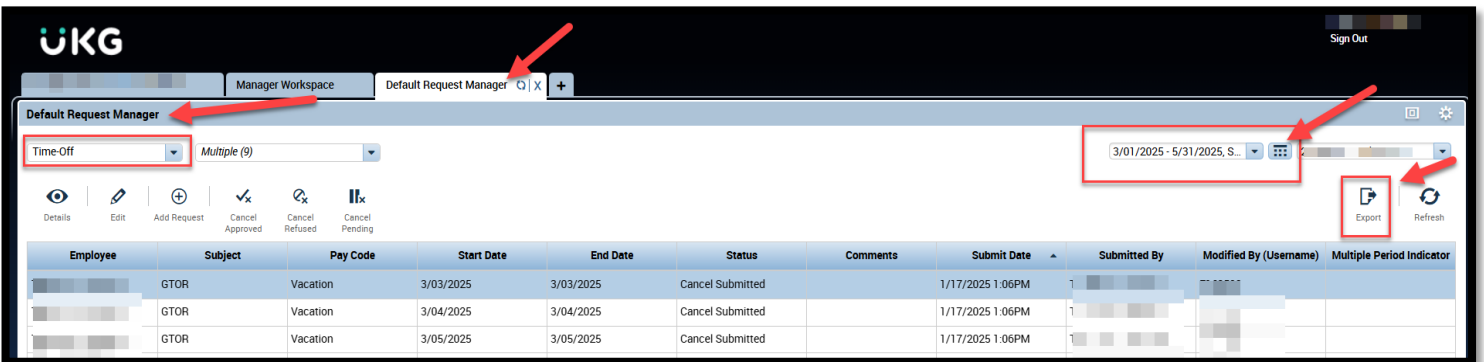 UKG
Sign Out
Manager Workspace
Default Request Manager X +
Default Request Manager
Time-Off Multiple (9) 3/01/2025 - 5/31/2025, S...
Details Edit Add Request Cancel Approved Cancel Refused Cancel Pending Export Refresh
Employee Subject Pay Code Start Date End Date Status Comments Submit Date Submitted By Modified By (Username) Multiple Period Indicator
GTOR Vacation 3/03/2025 3/03/2025 Cancel Submitted 1/17/2025 1:06PM
GTOR Vacation 3/04/2025 3/04/2025 Cancel Submitted 1/17/2025 1:06PM
GTOR Vacation 3/05/2025 3/05/2025 Cancel Submitted 1/17/2025 1:06PM